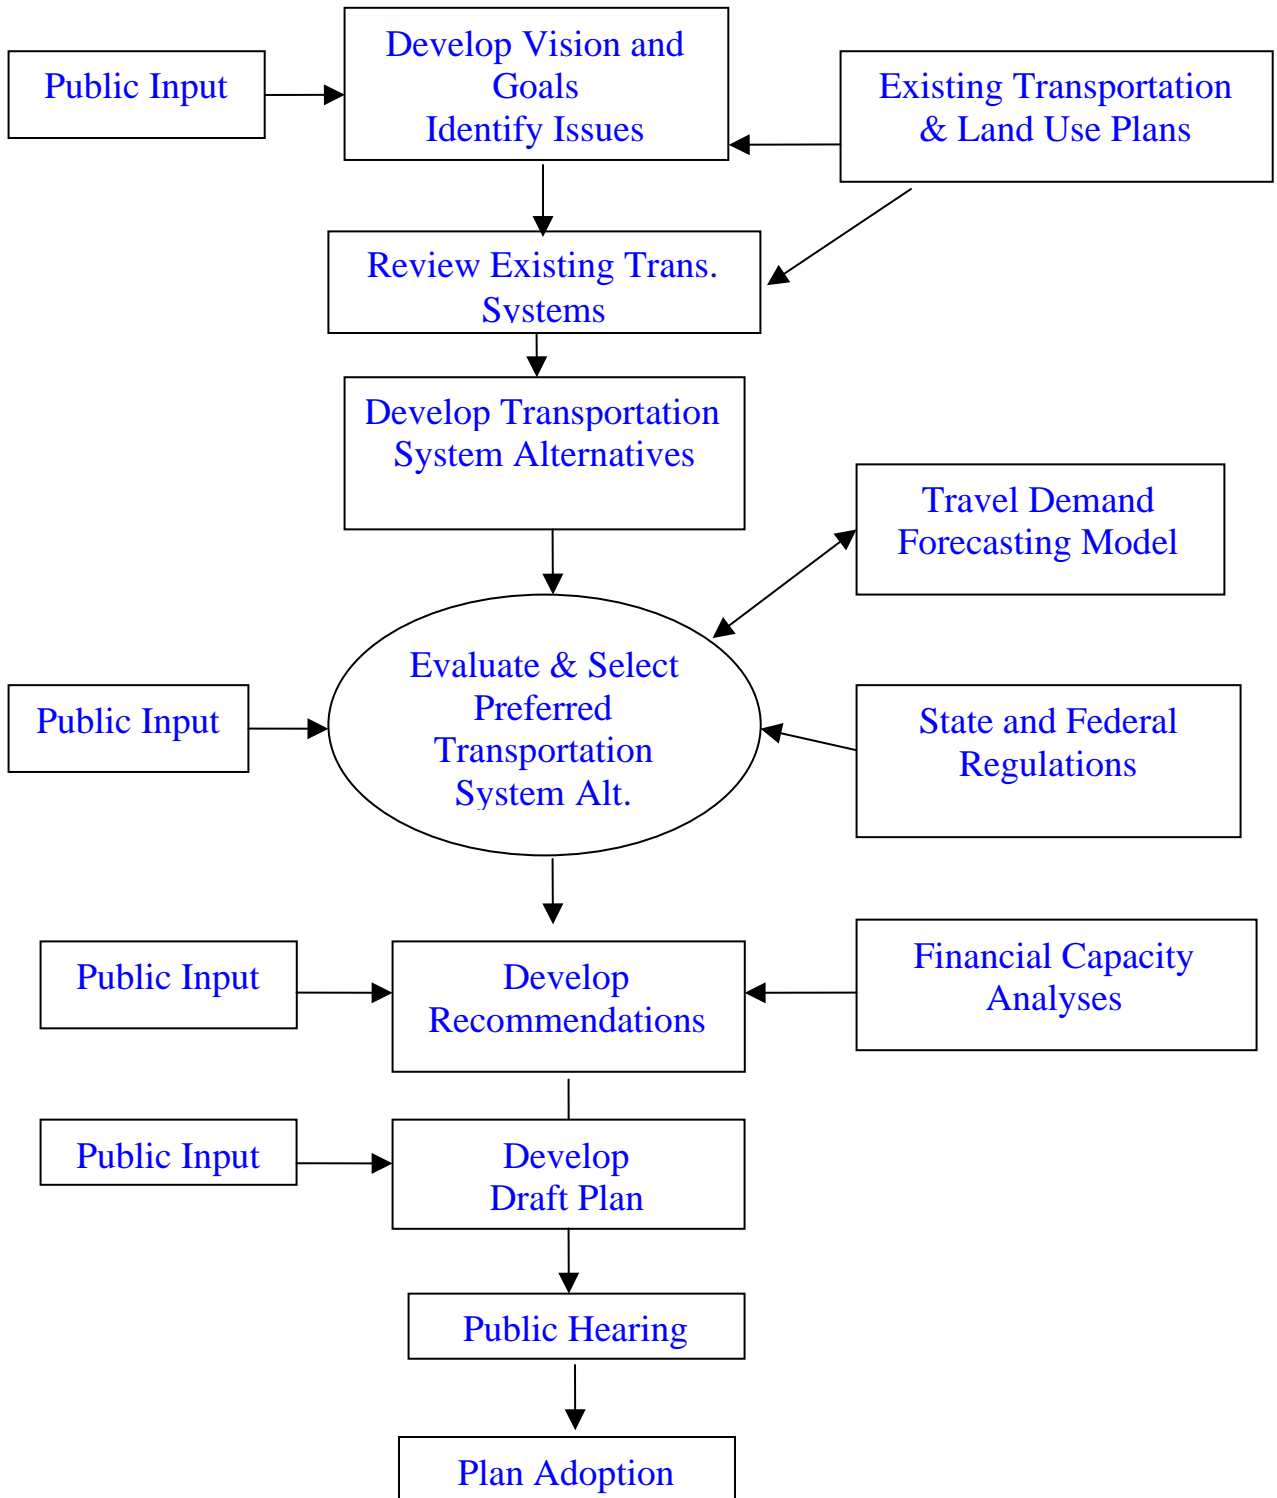 Public Input
Develop Vision and
Goals
Identify Issues
Existing Transportation
& Land Use Plans
Review Existing Trans.
Systems
Develop Transportation
System Alternatives
Travel Demand
Forecasting Model
Public Input
Evaluate & Select
Preferred
Transportation
System Alt.
State and Federal
Regulations
Public Input
Develop
Recommendations
Financial Capacity
Analyses
Public Input
Develop
Draft Plan
Public Hearing
Plan Adoption